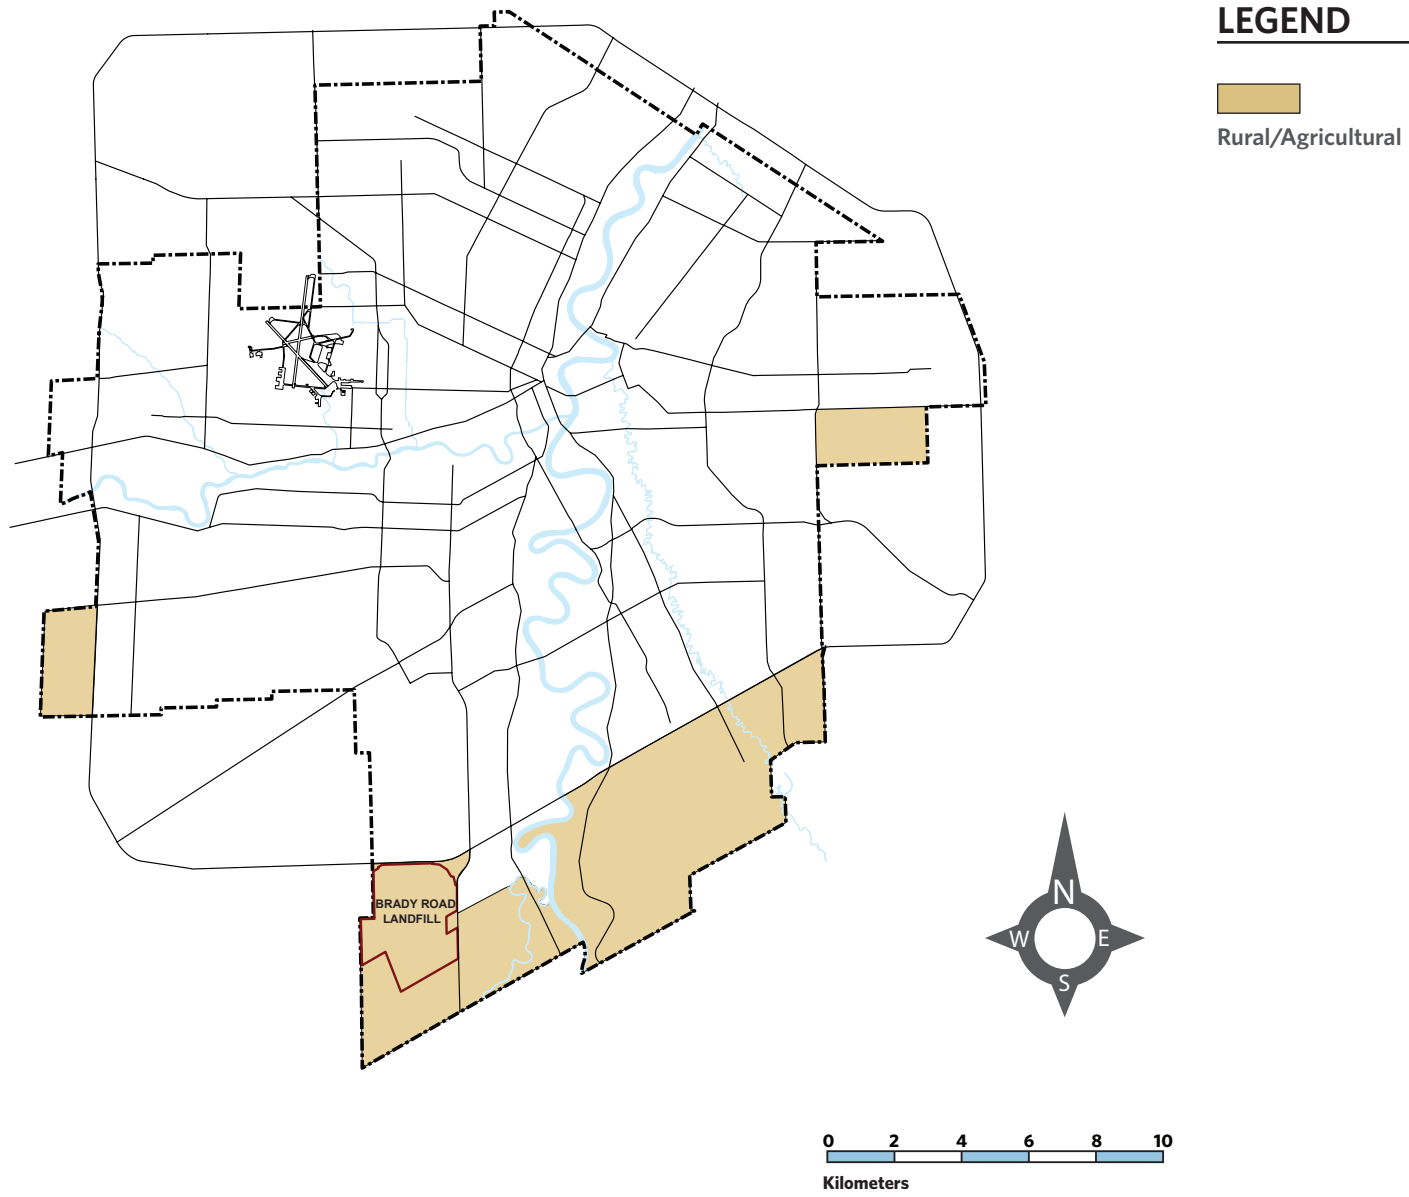 LEGEND
Rural/Agricultural
BRADY ROAD
LANDFILL
N
W E
S
0 2 4 6 8 10
Kilometers